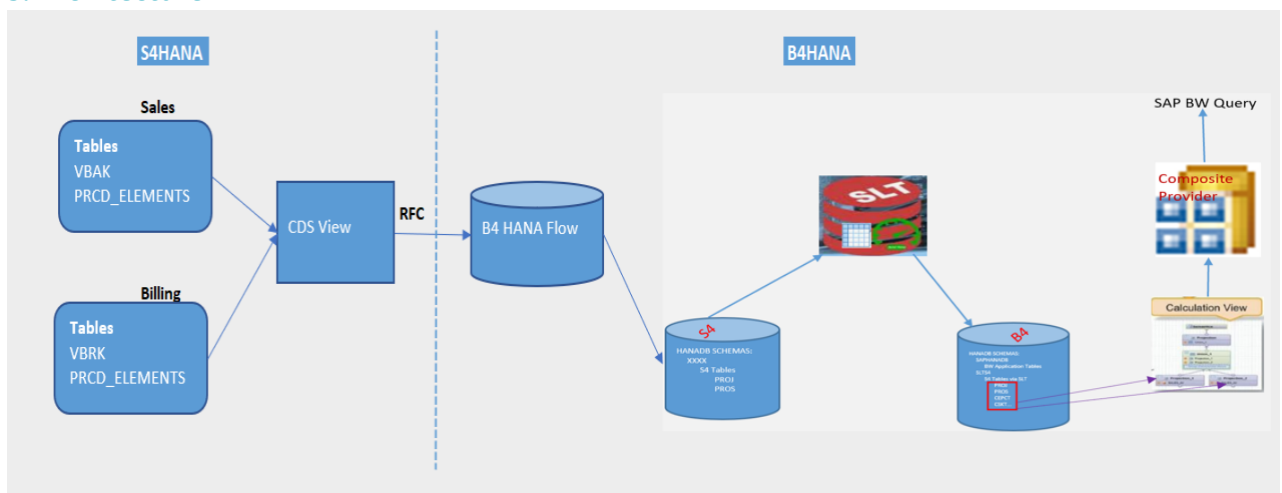 S4HANA
B4HANA
Sales
Tables
VBAK
PRCD_ELEMENTS
Billing
Tables
VBRK
PRCD_ELEMENTS
CDS View
RFC
B4 HANA Flow
S4
HANADB SCHEMAS:
XXXX
S4 Tables
PROJ
PROS
SLT
B4
HANADB SCHEMAS:
SAPHANADB
BW Application Tables
S4 Tables via SLT
SAP BW Query
Composite
Provider
Calculation View